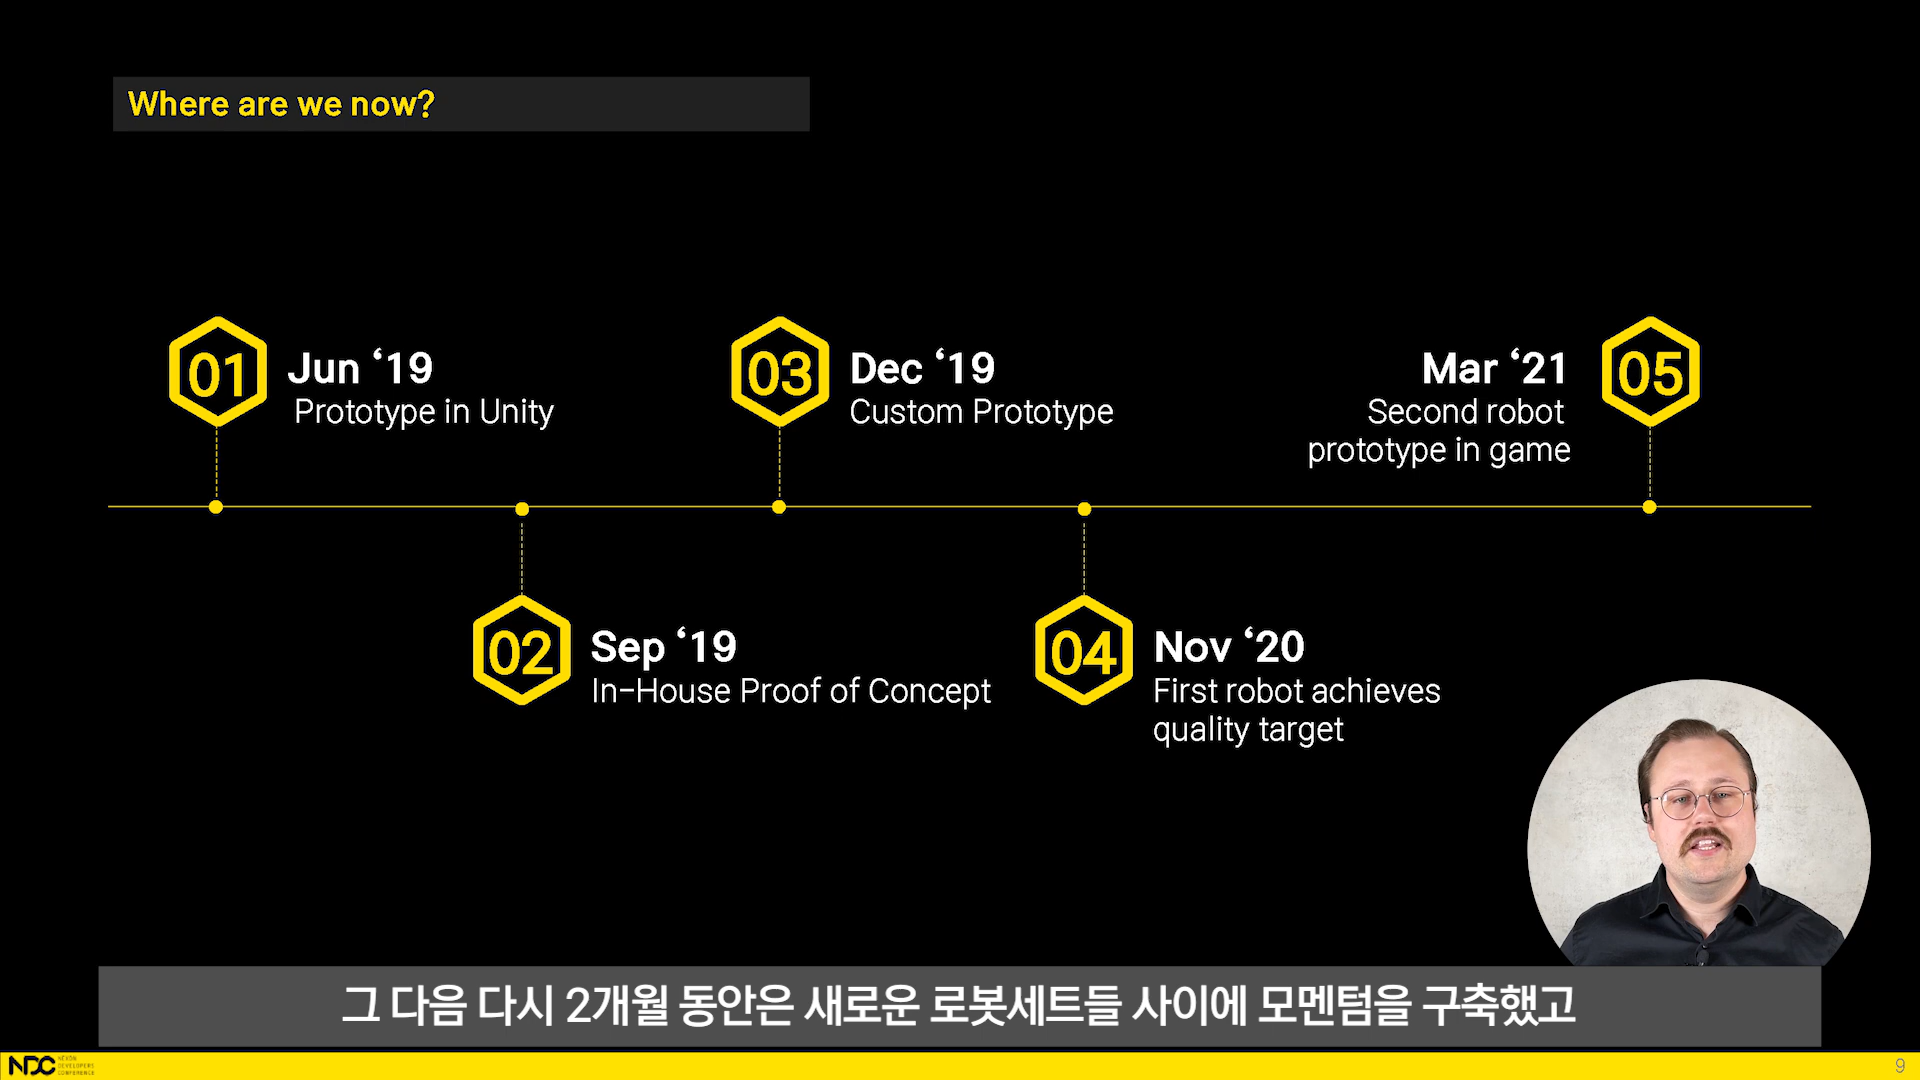 Where are we now?
01
Jun ‘19
Prototype in Unity
03
Dec ‘19
Custom Prototype
Mar ‘21
Second robot
prototype in game
05
02
Sep ‘19
In-House Proof of Concept
04
Nov ‘20
First robot achieves
quality target
그 다음 다시 2개월 동안은 새로운 로봇세트들 사이에 모멘텀을 구축했고
NDC
NEXON
DEVELOPERS
CONFERENCE
9